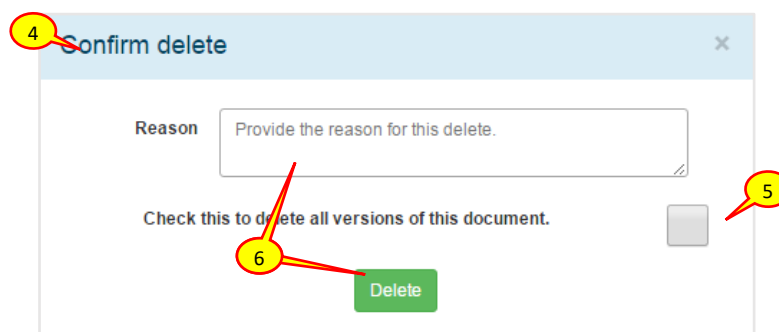 4
Confirm delete ×
Reason
Provide the reason for this delete.
5
Check this to delete all versions of this document.
6
Delete